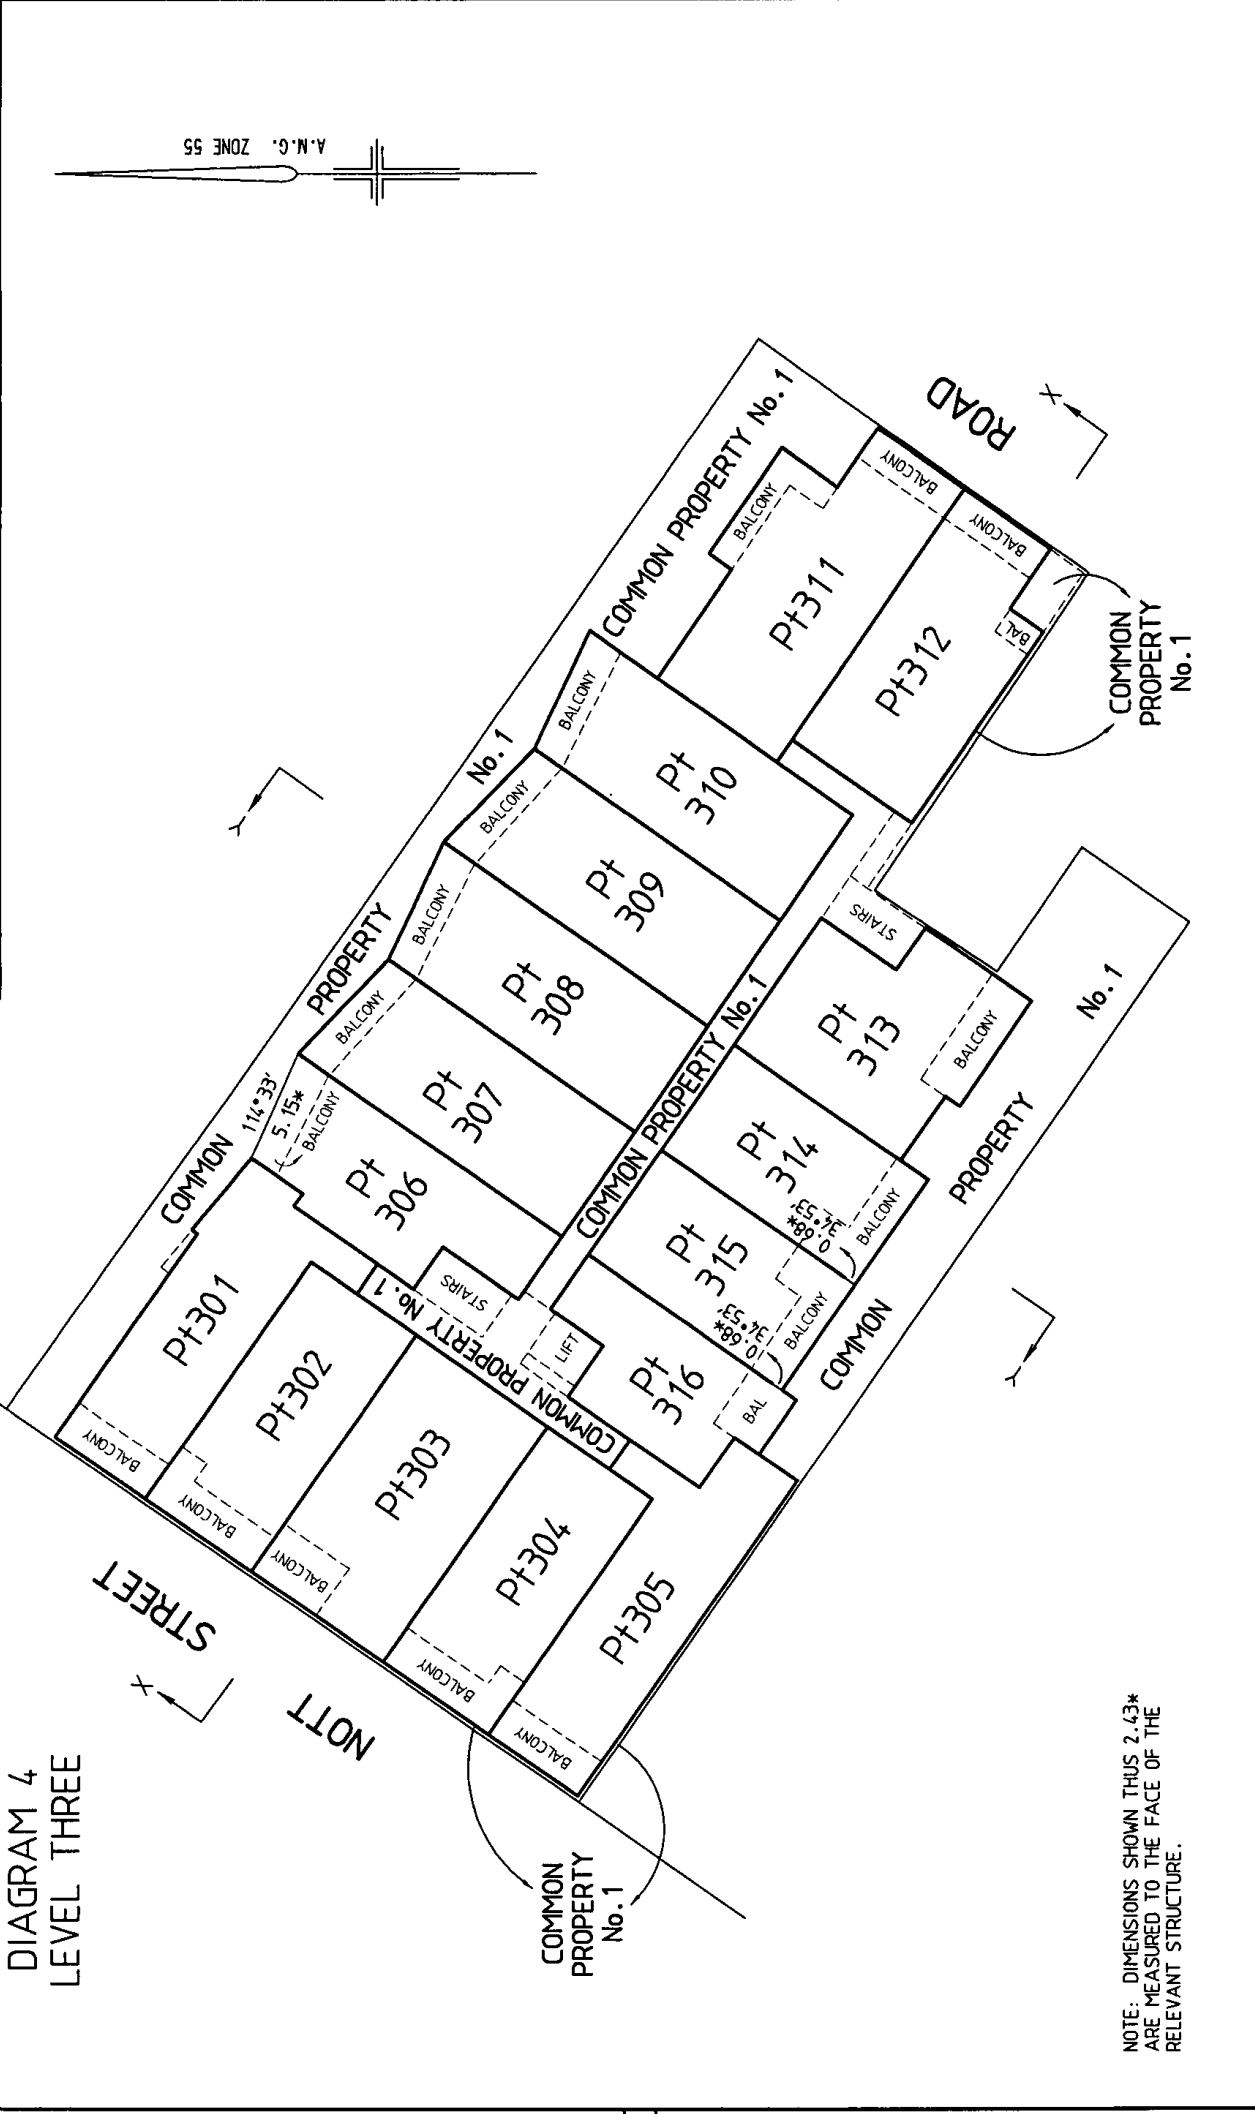 DIAGRAM 4
LEVEL THREE
A.M.G. ZONE 55
STREET
NOTT
ROAD
X
X
Y
Y
COMMON
PROPERTY
No. 1
COMMON PROPERTY No. 1
114°33'
5.15*
Pt301
BALCONY
Pt302
BALCONY
Pt303
BALCONY
Pt304
BALCONY
Pt305
BALCONY
Pt
306
BALCONY
Pt
307
BALCONY
Pt
308
BALCONY
Pt
309
BALCONY
Pt
310
BALCONY
Pt311
BALCONY
BALCONY
Pt312
BALCONY
BAL
Pt
313
BALCONY
STAIRS
Pt
314
0.68*
34°53'
BALCONY
Pt
315
0.68*
34°53'
BALCONY
Pt
316
BAL
LIFT
STAIRS
COMMON PROPERTY No. 1
COMMON PROPERTY No. 1
COMMON PROPERTY No. 1
COMMON
PROPERTY
No. 1
COMMON
PROPERTY
No. 1
COMMON
PROPERTY
No. 1
NOTE: DIMENSIONS SHOWN THUS 2.43*
ARE MEASURED TO THE FACE OF THE
RELEVANT STRUCTURE.